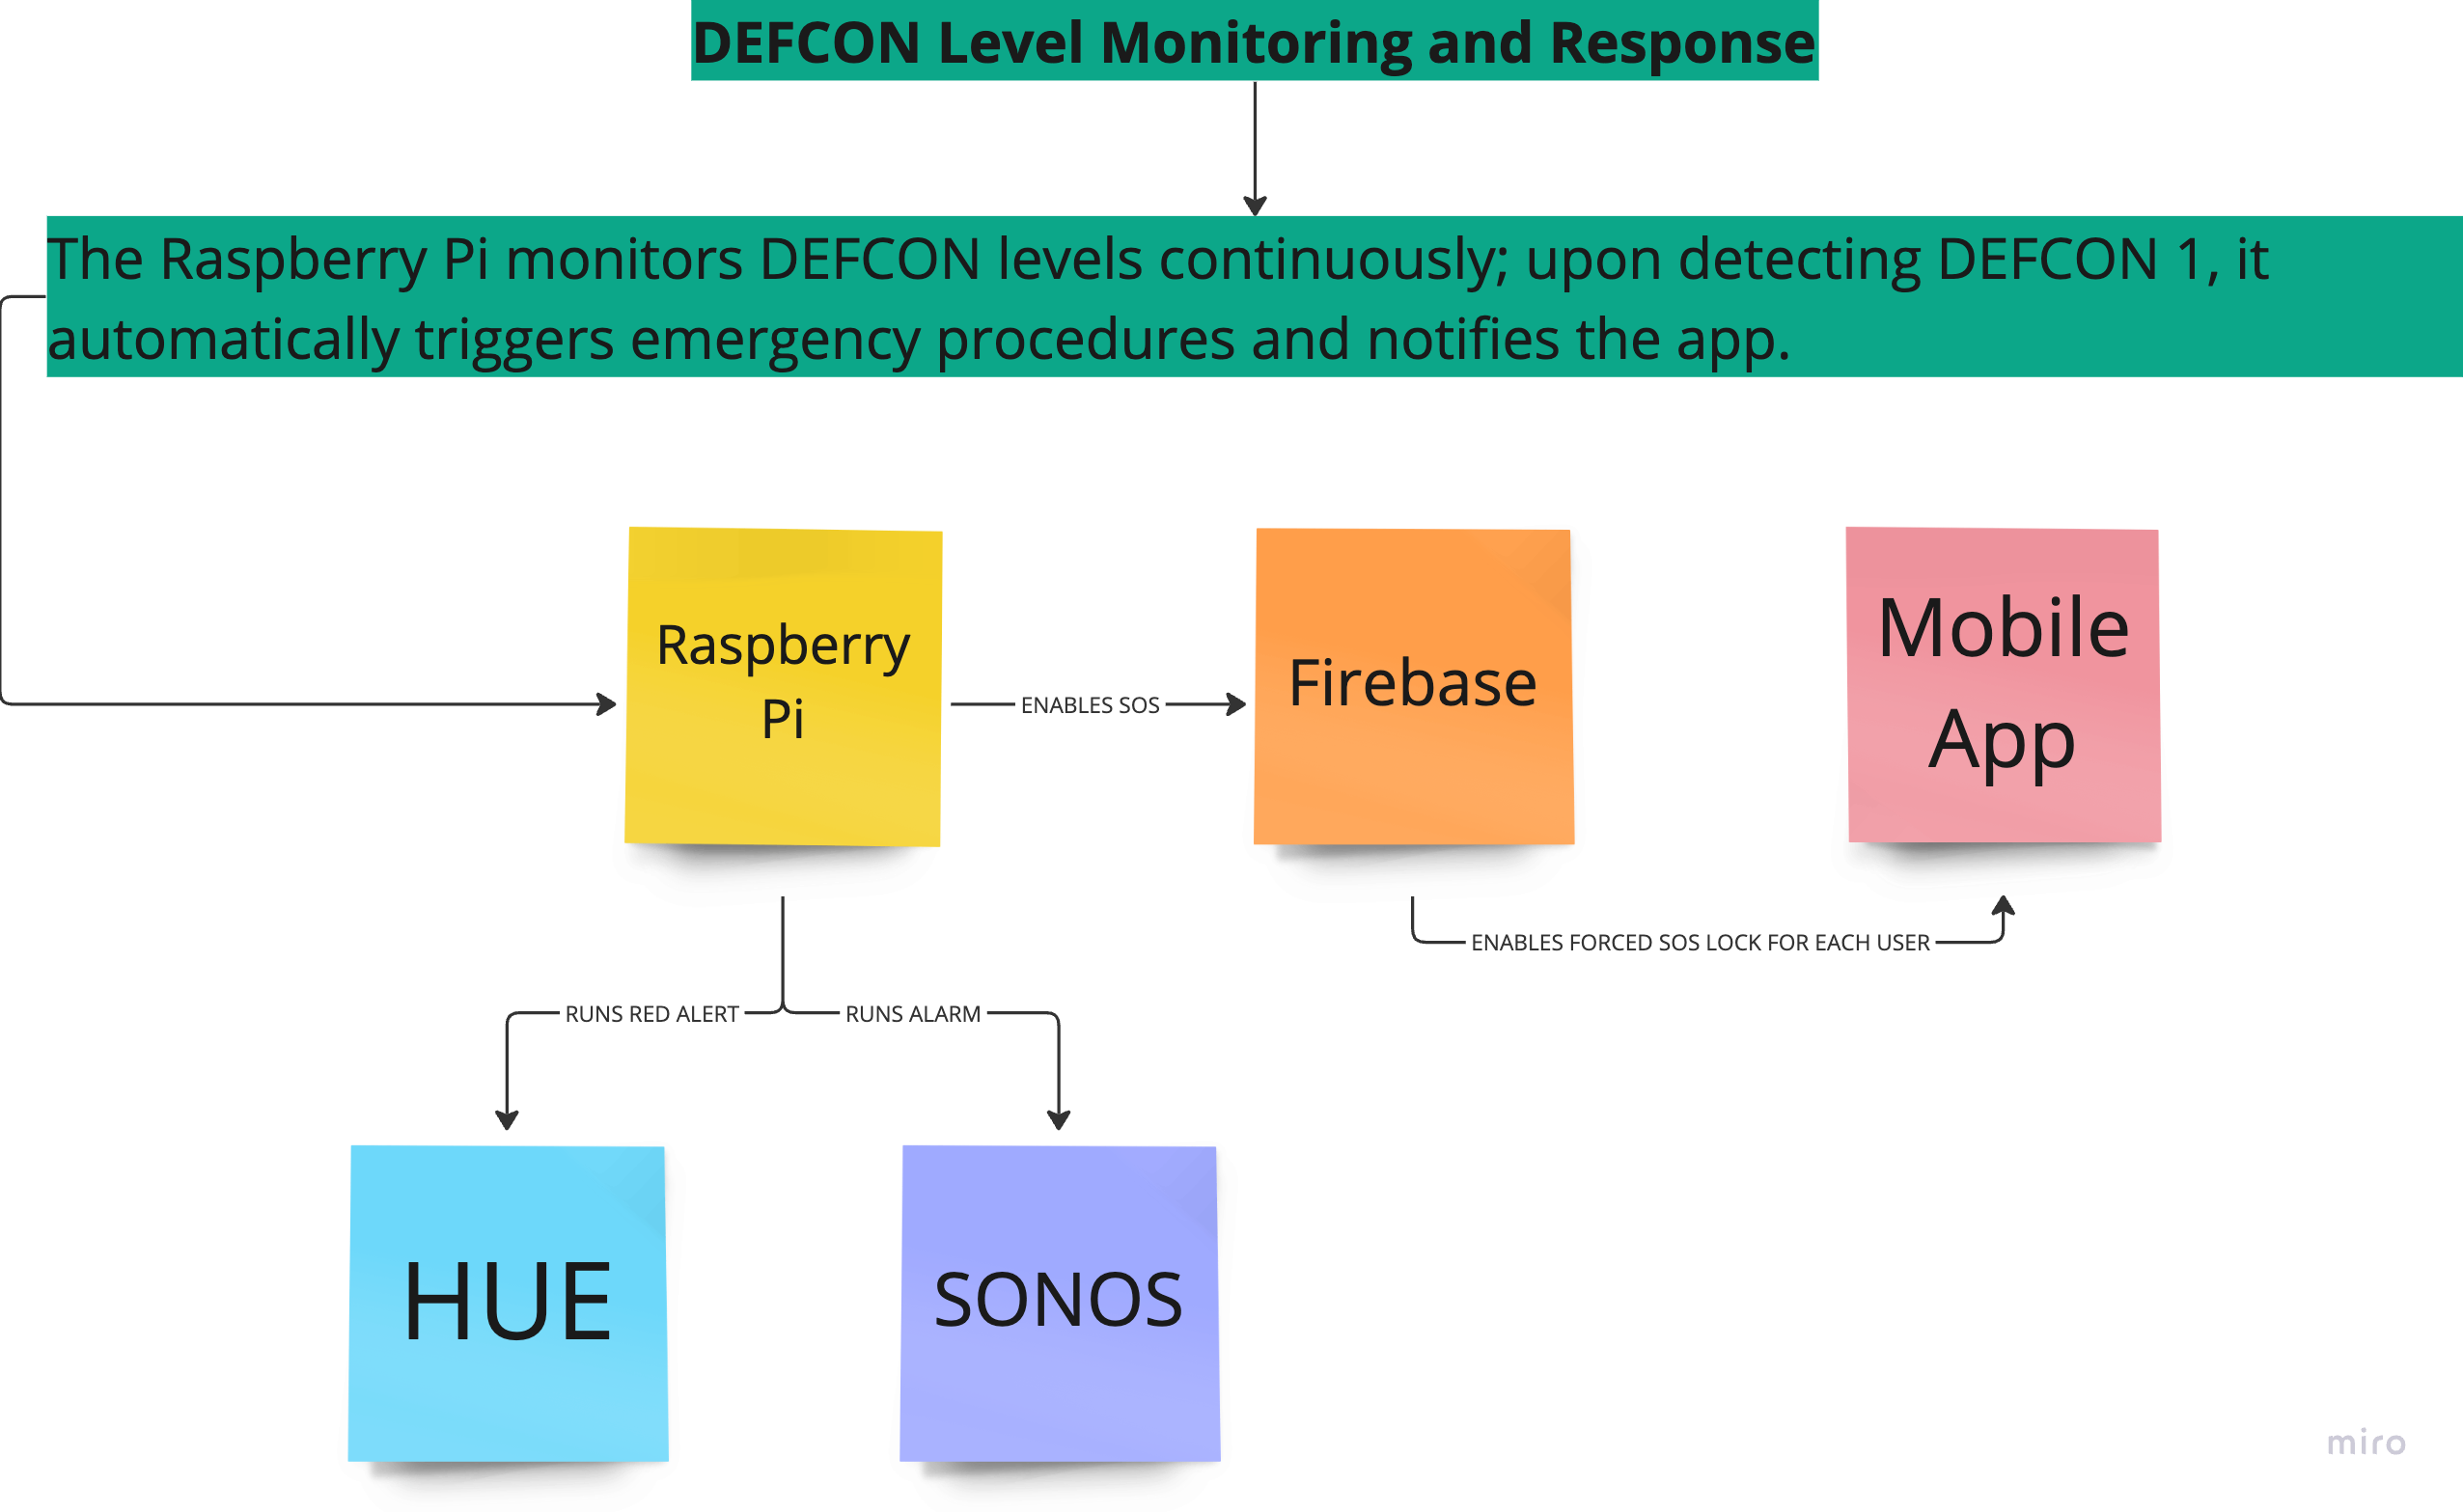 DEFCON Level Monitoring and Response
The Raspberry Pi monitors DEFCON levels continuously; upon detecting DEFCON 1, it
automatically triggers emergency procedures and notifies the app.
Raspberry
Pi
ENABLES SOS
Firebase
Mobile
App
ENABLES FORCED SOS LOCK FOR EACH USER
RUNS RED ALERT
RUNS ALARM
HUE
SONOS
miro